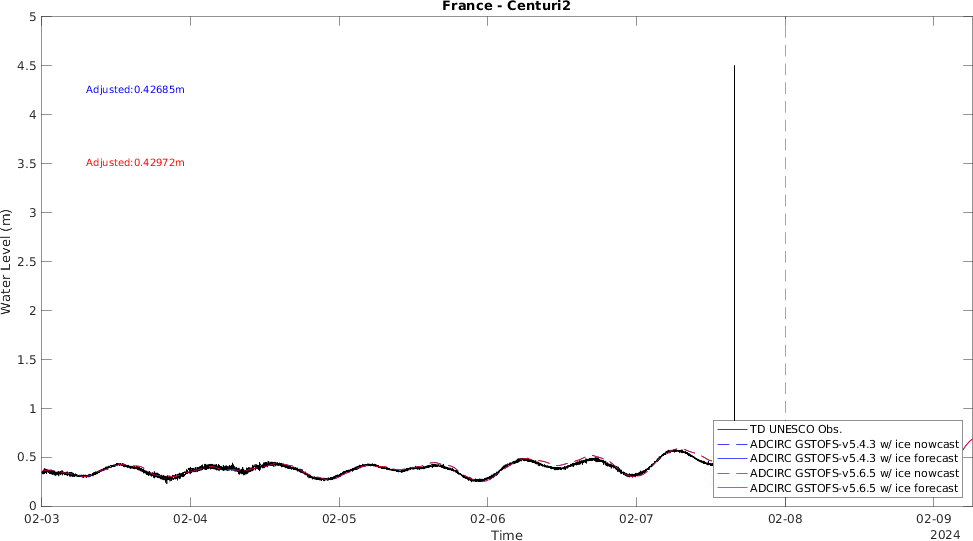 France - Centuri2
5
4.5
4
3.5
3
2.5
2
1.5
1
0.5
0
Water Level (m)
Adjusted:0.42685m
Adjusted:0.42972m
TD UNESCO Obs.
ADCIRC GSTOFS-v5.4.3 w/ ice nowcast
ADCIRC GSTOFS-v5.4.3 w/ ice forecast
ADCIRC GSTOFS-v5.6.5 w/ ice nowcast
ADCIRC GSTOFS-v5.6.5 w/ ice forecast
02-03 02-04 02-05 02-06 02-07 02-08 02-09
Time
2024